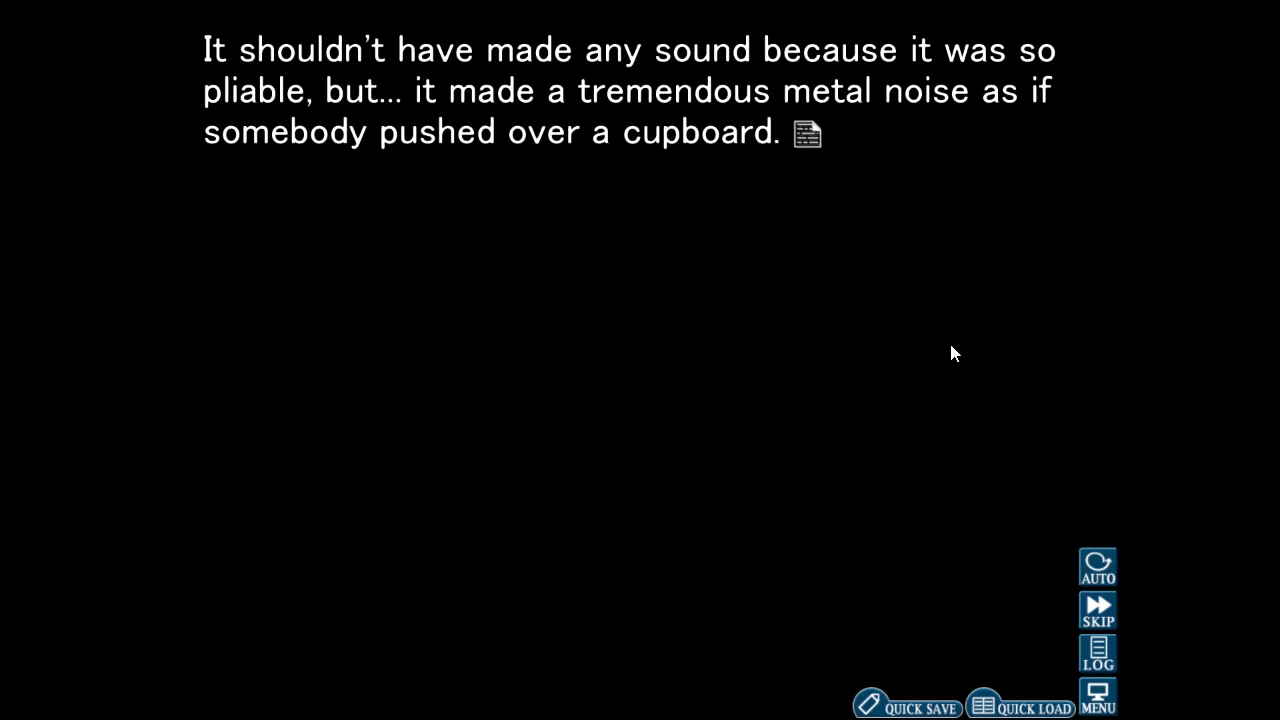 It shouldn't have made any sound because it was so
pliable, but... it made a tremendous metal noise as if
somebody pushed over a cupboard.
AUTO
SKIP
LOG
QUICK SAVE
QUICK LOAD
MENU